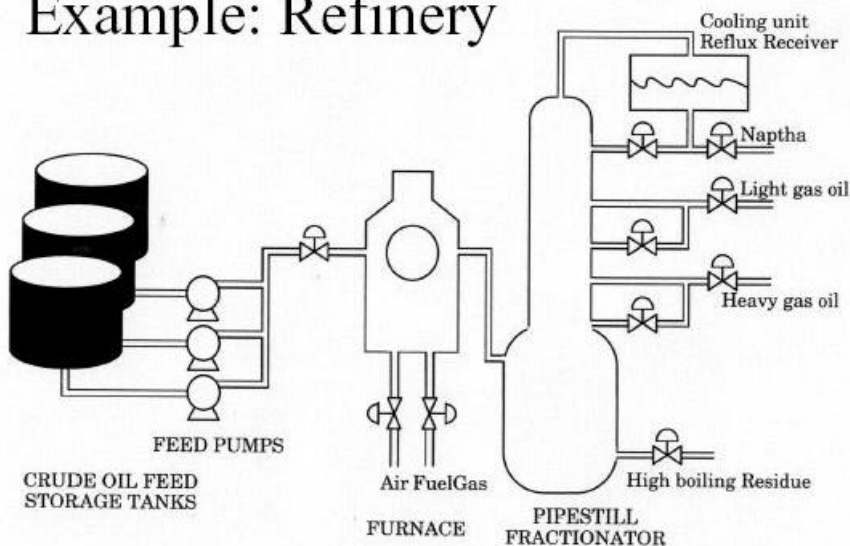 Example: Refinery
Cooling unit
Reflux Receiver
Naptha
Light gas oil
Heavy gas oil
High boiling Residue
FEED PUMPS
CRUDE OIL FEED
STORAGE TANKS
Air FuelGas
FURNACE
PIPESTILL
FRACTIONATOR